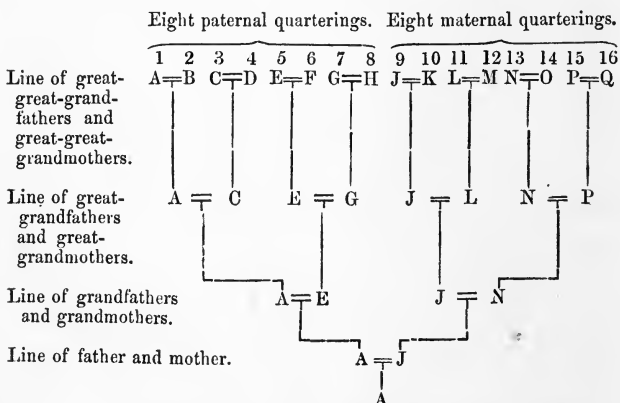 Eight paternal quarterings. Eight maternal quarterings.
1 2 3 4 5 6 7 8 9 10 11 12 13 14 15 16
Line of great- A=B C=D E=F G=H J=K L=M N=O P=Q
great-grand-
fathers and
great-great-
grandmothers.
Line of great- A = C E = G J = L N = P
grandfathers
and great-
grandmothers.
Line of grandfathers A=E J = N
and grandmothers.
Line of father and mother. A = J
A